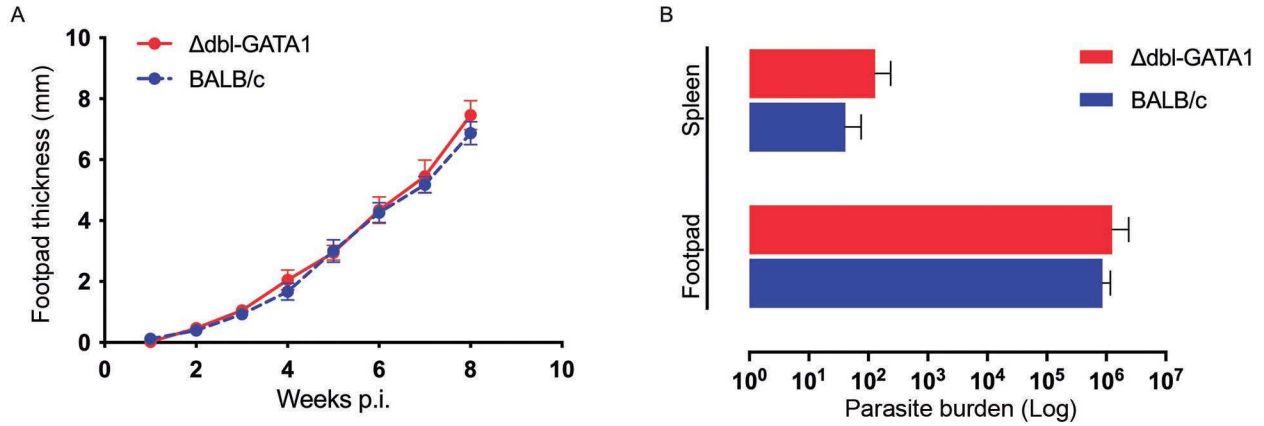 A
Δdbl-GATA1
BALB/c
Footpad thickness (mm)
10
8
6
4
2
0
0 2 4 6 8 10
Weeks p.i.
B
Δdbl-GATA1
BALB/c
Spleen
Footpad
10⁰ 10¹ 10² 10³ 10⁴ 10⁵ 10⁶ 10⁷
Parasite burden (Log)